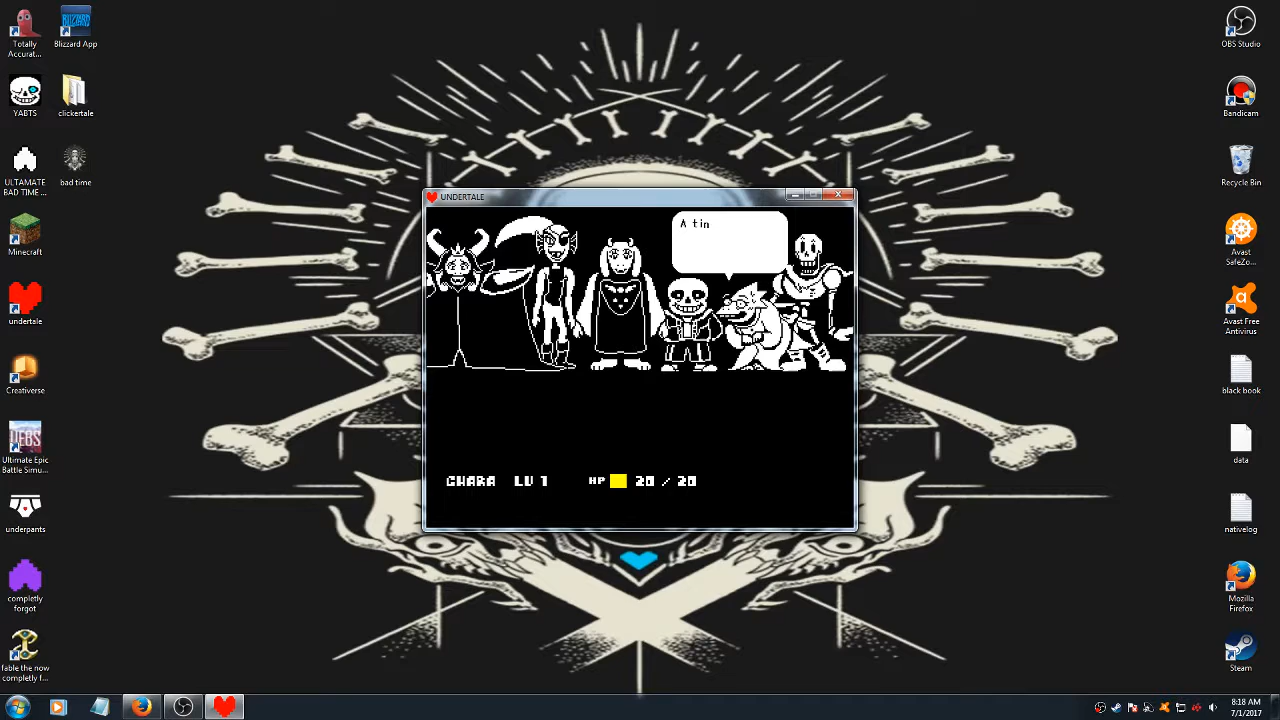 Totally
Accurat...
Blizzard App
YABTS
clickertale
ULTIMATE
BAD TIME ...
bad time
Minecraft
undertale
Creativerse
UEBS
Ultimate Epic
Battle Simu...
underpants
completly
forgot
fable the now
completly f...
UNDERTALE
A tin
CHARA LV 1 HP 20 / 20
OBS Studio
Bandicam
Recycle Bin
Avast
SafeZo...
Avast Free
Antivirus
black book
data
nativelog
Mozilla
Firefox
Steam
8:18 AM
7/1/2017